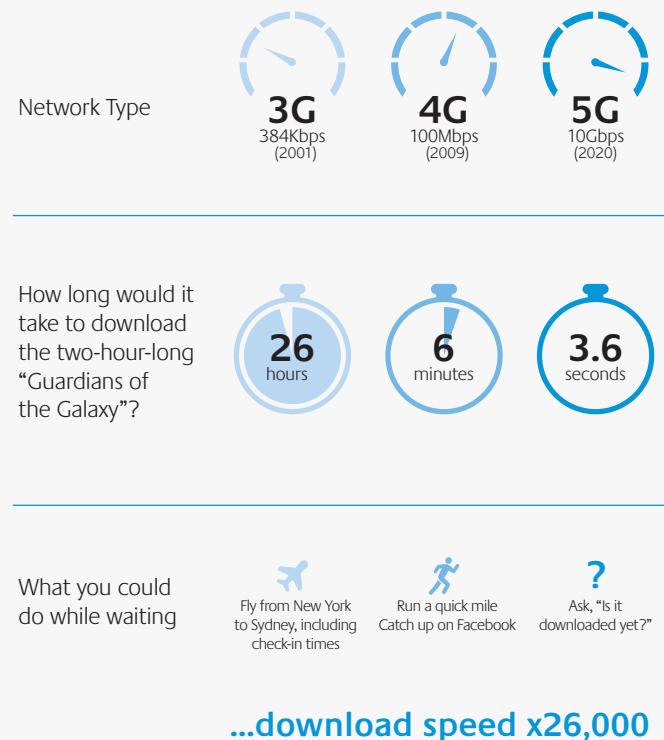 Network Type
3G
384Kbps
(2001)
4G
100Mbps
(2009)
5G
10Gbps
(2020)
How long would it
take to download
the two-hour-long
“Guardians of
the Galaxy”?
26
hours
6
minutes
3.6
seconds
What you could
do while waiting
Fly from New York
to Sydney, including
check-in times
Run a quick mile
Catch up on Facebook
?
Ask, “Is it
downloaded yet?”
...download speed x26,000